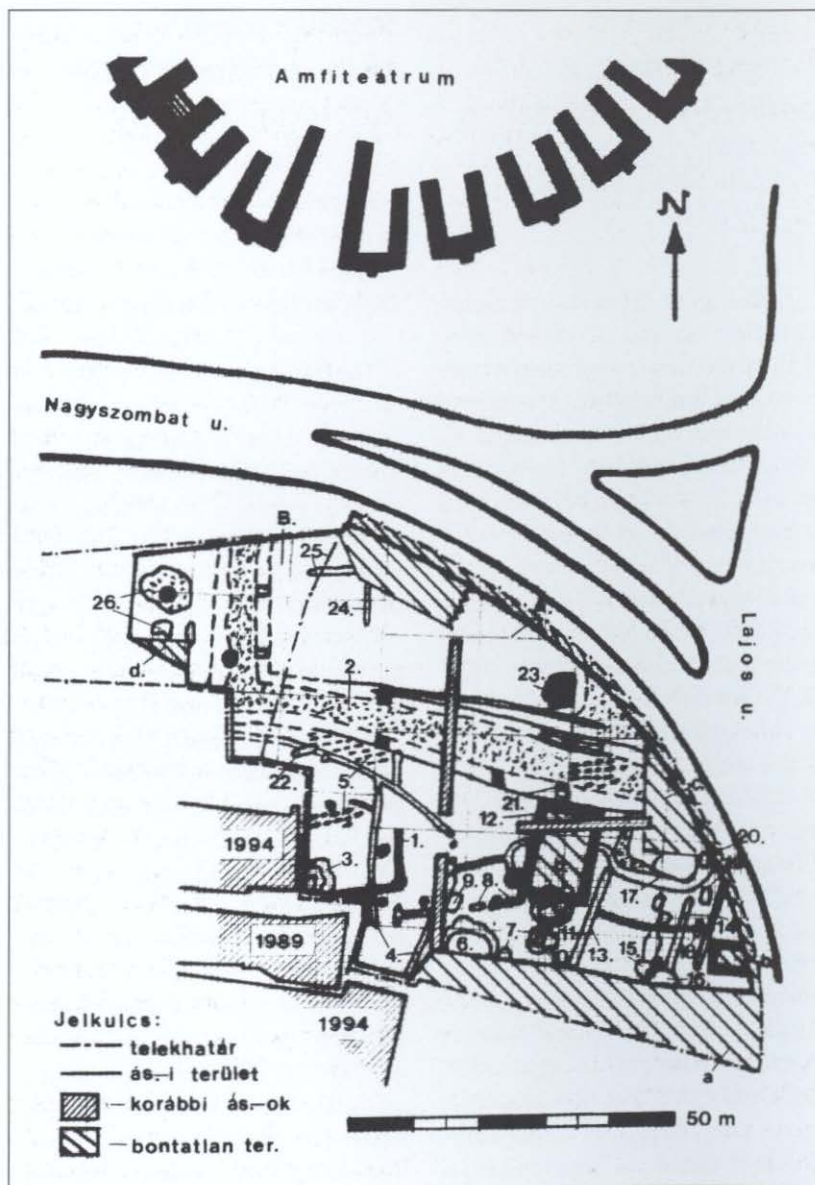 Amfiteátrum
N
Nagyszombat u.
Lajos u.
B.
25.
26.
24.
d.
2.
23.
22.
5.
21.
12.
c.
20.
1994
3.
1.
9. 8.
17.
1989
4.
6.
7.
11.
13.
15.
14.
b
16.
1994
a
Jelkulcs:
telekhatár
ás.-i terület
korábbi ás.-ok
bontatlan ter.
50 m